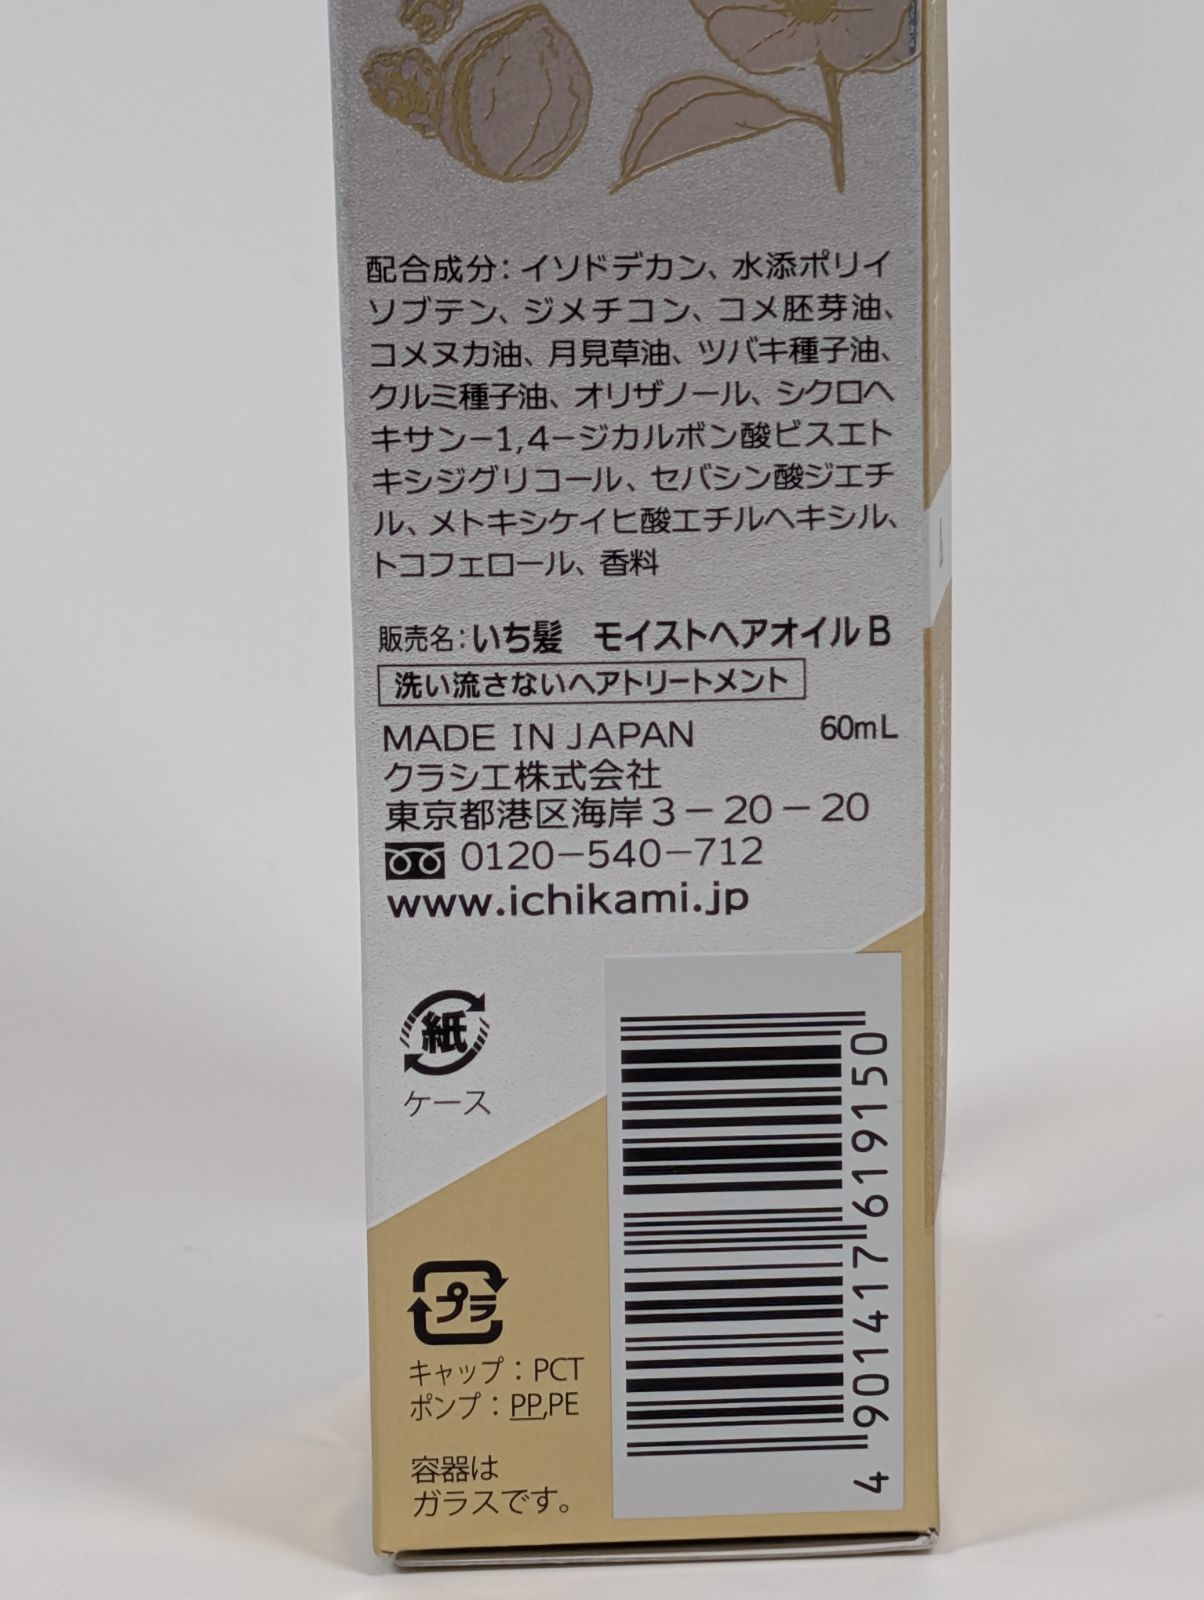 配合成分：イソドデカン、水添ポリイ
ソブテン、ジメチコン、コメ胚芽油、
コメヌカ油、月見草油、ツバキ種子油、
クルミ種子油、オリザノール、シクロヘ
キサン−1,4−ジカルボン酸ビスエト
キシジグリコール、セバシン酸ジエチ
ル、メトキシケイヒ酸エチルヘキシル、
トコフェロール、香料
販売名：いち髪　モイストヘアオイルB
洗い流さないヘアトリートメント
MADE IN JAPAN 60mL
クラシエ株式会社
東京都港区海岸3−20−20
0120−540−712
www.ichikami.jp
紙
ケース
プラ
キャップ：PCT
ポンプ：PP,PE
容器は
ガラスです。
4 901417 619150